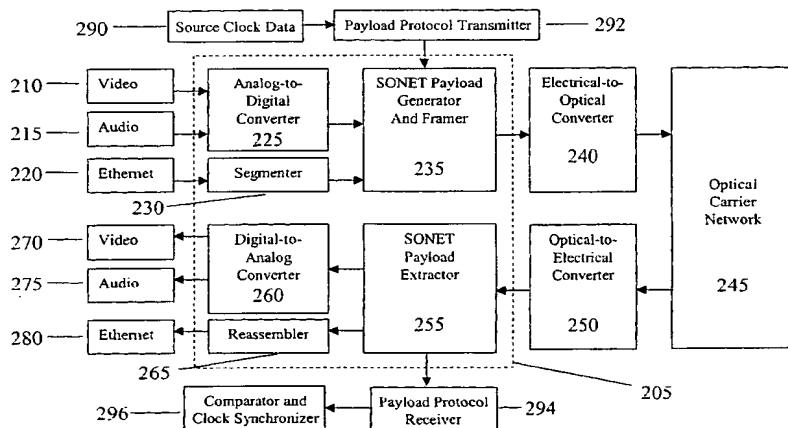 290 Source Clock Data Payload Protocol Transmitter 292
210 Video
215 Audio
220 Ethernet
Analog-to-
Digital
Converter
225
Segmenter
230
SONET Payload
Generator
And Framer
235
Electrical-to-
Optical
Converter
240
Optical
Carrier
Network
245
270 Video
275 Audio
280 Ethernet
Digital-to-
Analog
Converter
260
Reassembler
265
SONET
Payload
Extractor
255
Optical-to-
Electrical
Converter
250
205
296 Comparator and
Clock Synchronizer
Payload Protocol
Receiver
294